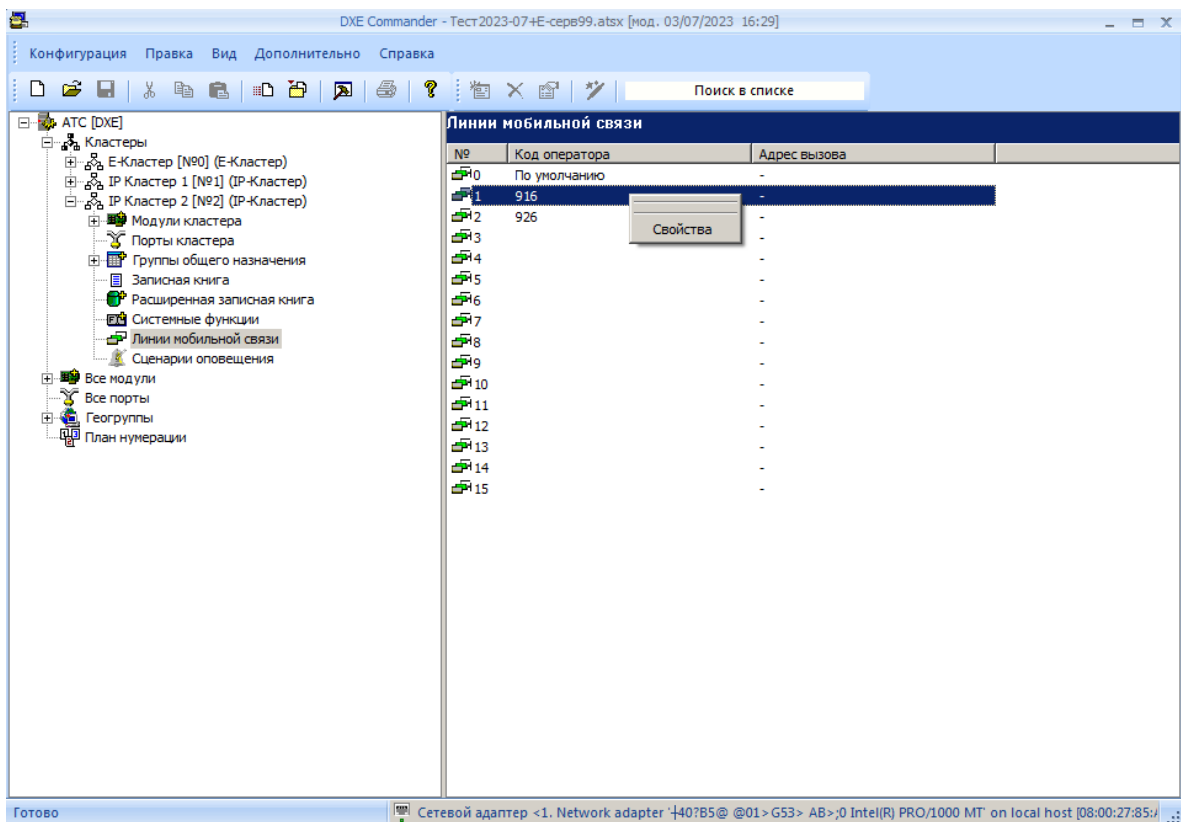 DXE Commander - Тест2023-07+Е-серв99.atsx [мод. 03/07/2023 16:29]
Конфигурация Правка Вид Дополнительно Справка
Поиск в списке
АТС [DXE]
Кластеры
Е-Кластер [№0] (Е-Кластер)
IP Кластер 1 [№1] (IP-Кластер)
IP Кластер 2 [№2] (IP-Кластер)
Модули кластера
Порты кластера
Группы общего назначения
Записная книга
Расширенная записная книга
Системные функции
Линии мобильной связи
Сценарии оповещения
Все модули
Все порты
Геогруппы
План нумерации
Линии мобильной связи
№ Код оператора Адрес вызова
0 По умолчанию -
1 916 -
2 926 -
Свойства
3 -
4 -
5 -
6 -
7 -
8 -
9 -
10 -
11 -
12 -
13 -
14 -
15 -
Готово
Сетевой адаптер <1. Network adapter '┤40?B5@ @01>G53> AB>;0 Intel(R) PRO/1000 MT' on local host [08:00:27:85: